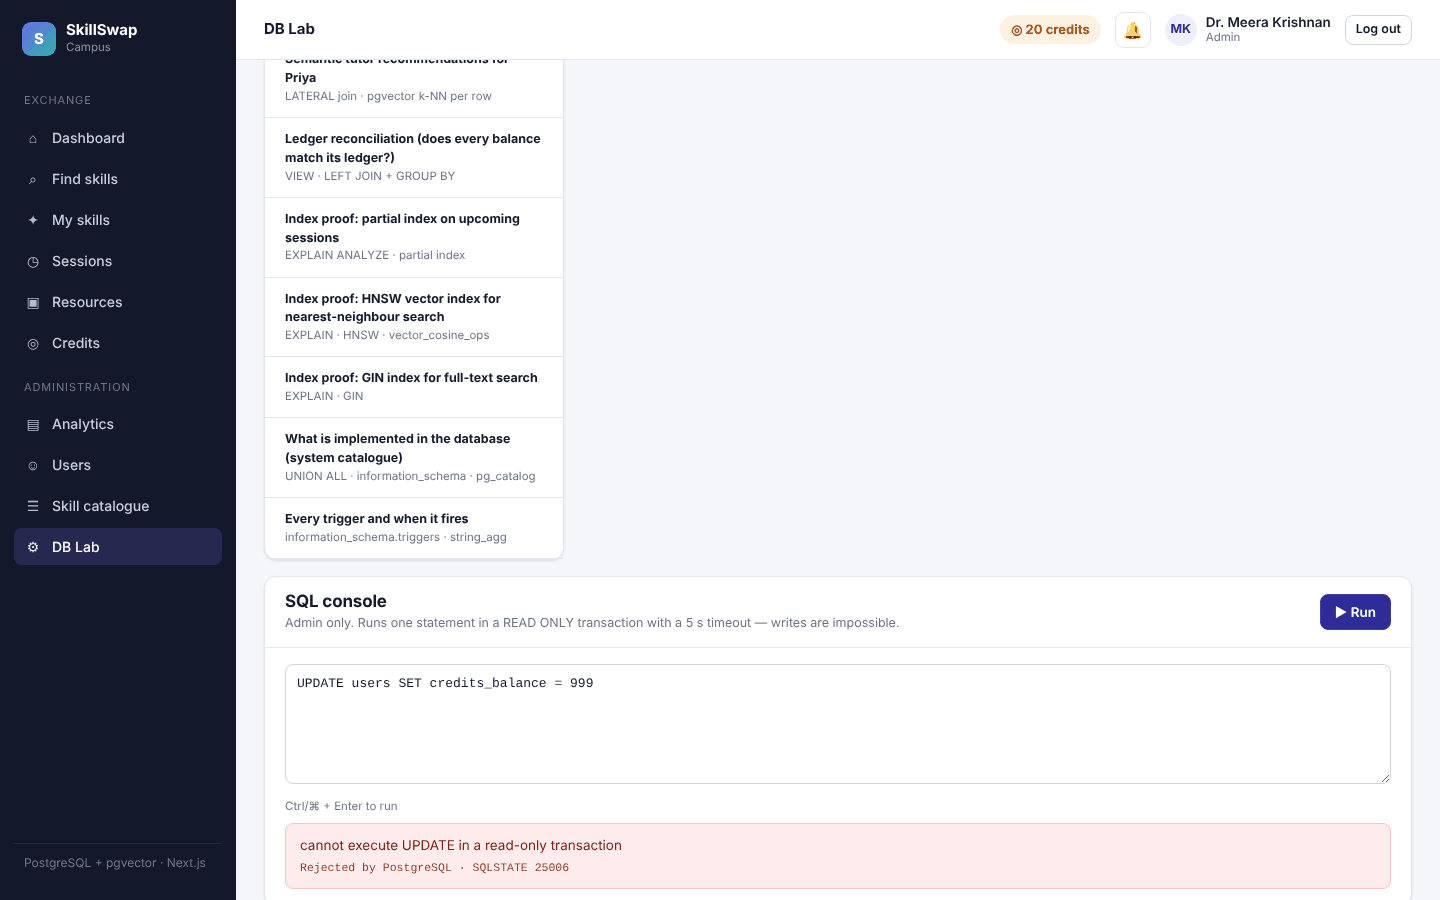 S
SkillSwap
Campus
EXCHANGE
Dashboard
Find skills
My skills
Sessions
Resources
Credits
ADMINISTRATION
Analytics
Users
Skill catalogue
DB Lab
PostgreSQL + pgvector · Next.js
DB Lab
20 credits
MK
Dr. Meera Krishnan
Admin
Log out
Semantic tutor recommendations for
Priya
LATERAL join · pgvector k-NN per row
Ledger reconciliation (does every balance
match its ledger?)
VIEW · LEFT JOIN + GROUP BY
Index proof: partial index on upcoming
sessions
EXPLAIN ANALYZE · partial index
Index proof: HNSW vector index for
nearest-neighbour search
EXPLAIN · HNSW · vector_cosine_ops
Index proof: GIN index for full-text search
EXPLAIN · GIN
What is implemented in the database
(system catalogue)
UNION ALL · information_schema · pg_catalog
Every trigger and when it fires
information_schema.triggers · string_agg
SQL console
Admin only. Runs one statement in a READ ONLY transaction with a 5 s timeout — writes are impossible.
▶ Run
UPDATE users SET credits_balance = 999
Ctrl/⌘ + Enter to run
cannot execute UPDATE in a read-only transaction
Rejected by PostgreSQL · SQLSTATE 25006